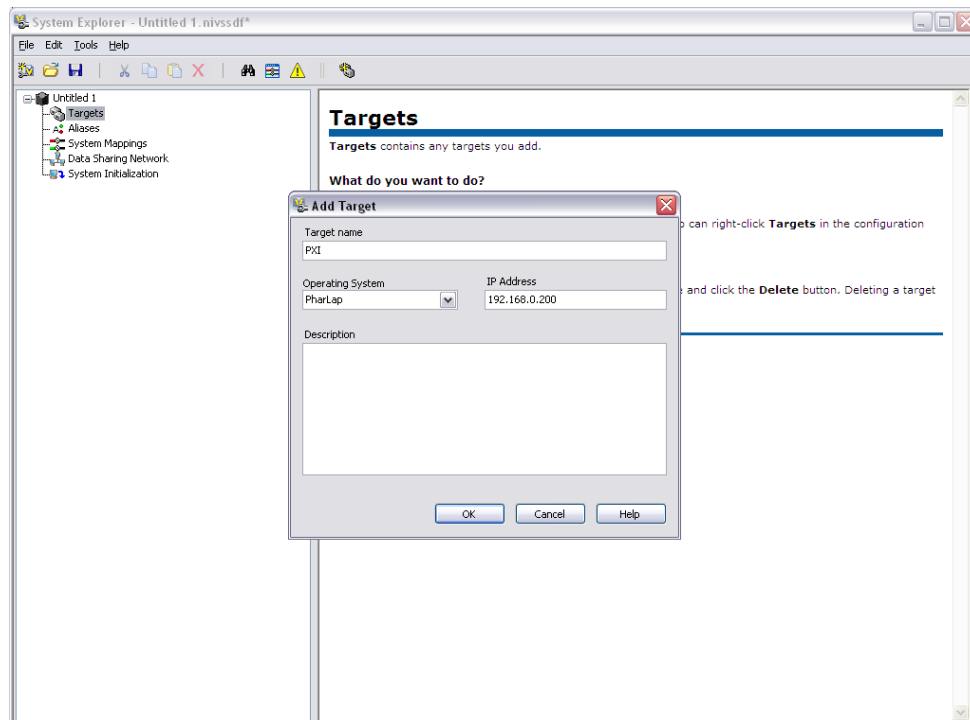 System Explorer - Untitled 1.nivssdf*
File Edit Tools Help
Untitled 1
Targets
Aliases
System Mappings
Data Sharing Network
System Initialization
Targets
Targets contains any targets you add.
What do you want to do?
can right-click Targets in the configuration
and click the Delete button. Deleting a target
Add Target
Target name
PXI
Operating System
IP Address
PharLap
192.168.0.200
Description
OK
Cancel
Help